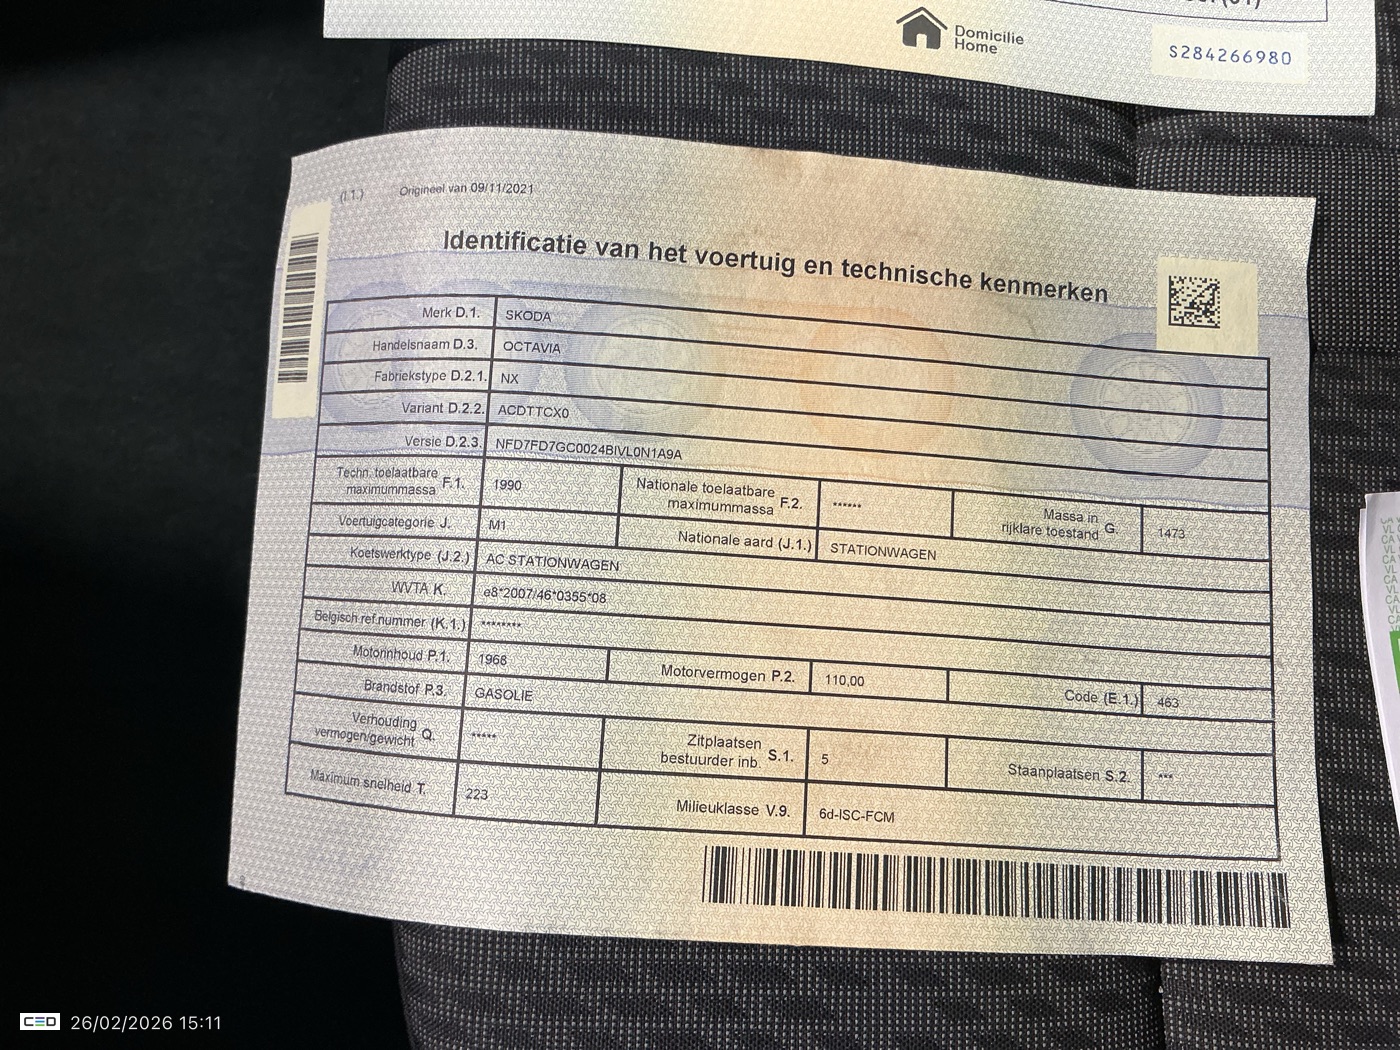 Domicilie
Home
S284266980
(I.1.) Origineel van 09/11/2021
Identificatie van het voertuig en technische kenmerken
Merk D.1. SKODA
Handelsnaam D.3. OCTAVIA
Fabriekstype D.2.1. NX
Variant D.2.2. ACDTTCX0
Versie D.2.3. NFD7FD7GC0024BIVL0N1A9A
Techn. toelaatbare maximummassa F.1. 1990 Nationale toelaatbare maximummassa F.2. ****** Massa in rijklare toestand G. 1473
Voertuigcategorie J. M1 Nationale aard (J.1.) STATIONWAGEN
Koetswerktype (J.2.) AC STATIONWAGEN
WVTA K. e8*2007/46*0355*08
Belgisch ref.nummer (K.1.) ********
Motorinhoud P.1. 1968 Motorvermogen P.2. 110,00 Code (E.1.) 463
Brandstof P.3. GASOLIE
Verhouding vermogen/gewicht Q. ***** Zitplaatsen bestuurder inb. S.1. 5 Staanplaatsen S.2. ***
Maximum snelheid T. 223 Milieuklasse V.9. 6d-ISC-FCM
CED 26/02/2026 15:11